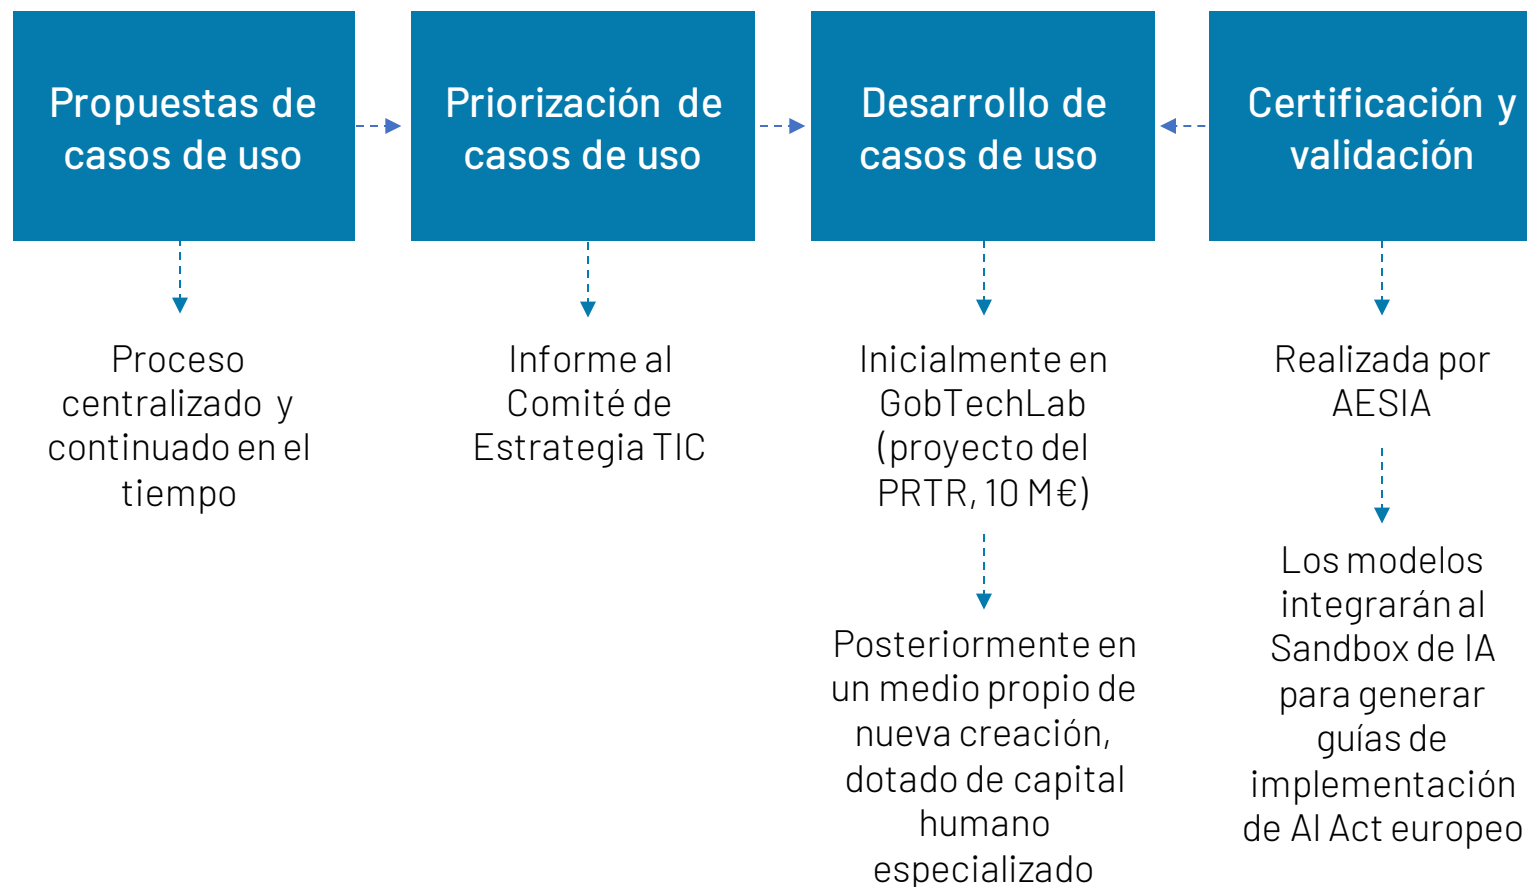 Propuestas de
casos de uso
Priorización de
casos de uso
Desarrollo de
casos de uso
Certificación y
validación
Proceso
centralizado y
continuado en el
tiempo
Informe al
Comité de
Estrategia TIC
Inicialmente en
GobTechLab
(proyecto del
PRTR, 10 M€)
Posteriormente en
un medio propio de
nueva creación,
dotado de capital
humano
especializado
Realizada por
AESIA
Los modelos
integrarán al
Sandbox de IA
para generar
guías de
implementación
de AI Act europeo